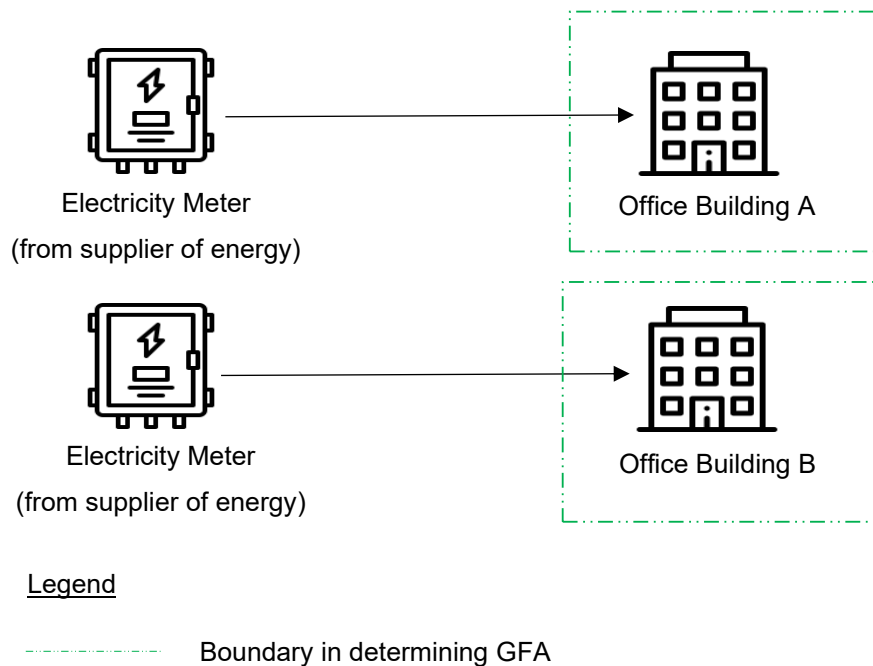 Electricity Meter
(from supplier of energy)
Office Building A
Electricity Meter
(from supplier of energy)
Office Building B
Legend
Boundary in determining GFA